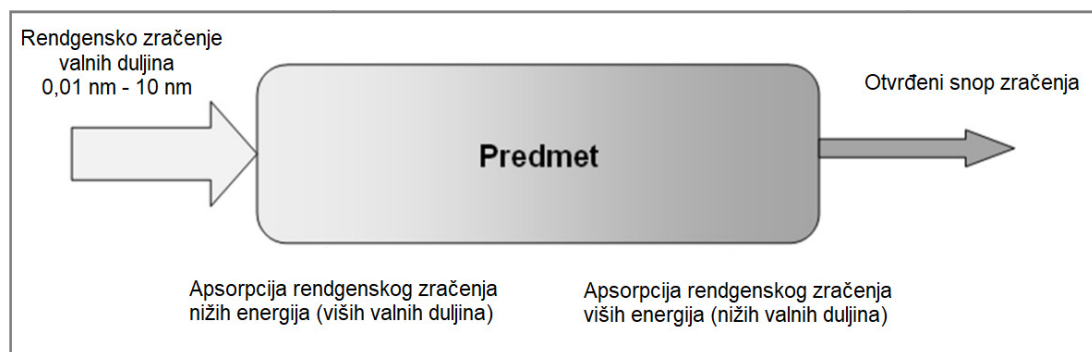 Rendgensko zračenje
valnih duljina
0,01 nm - 10 nm
Otvrđeni snop zračenja
Predmet
Apsorpcija rendgenskog zračenja
nižih energija (viših valnih duljina)
Apsorpcija rendgenskog zračenja
viših energija (nižih valnih duljina)